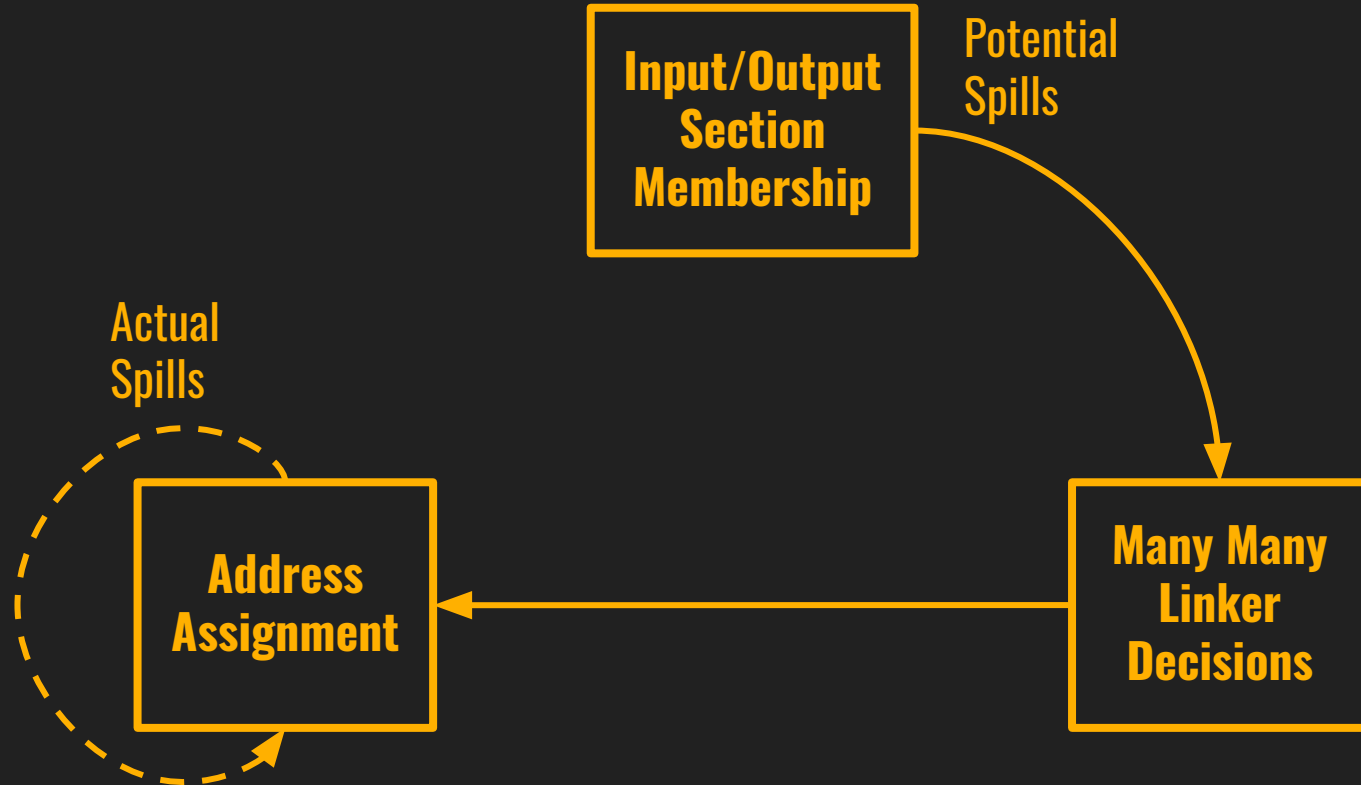 Input/Output
Section
Membership
Potential
Spills
Actual
Spills
Address
Assignment
Many Many
Linker
Decisions